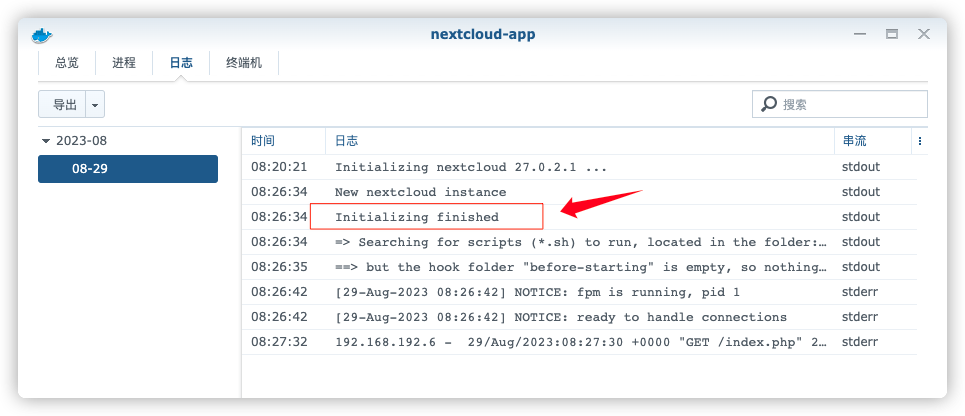 nextcloud-app
总览 进程 日志 终端机
导出 搜索
2023-08
08-29
时间 日志 串流
08:20:21 Initializing nextcloud 27.0.2.1 ... stdout
08:26:34 New nextcloud instance stdout
08:26:34 Initializing finished stdout
08:26:34 => Searching for scripts (*.sh) to run, located in the folder:... stdout
08:26:35 ==> but the hook folder "before-starting" is empty, so nothing... stdout
08:26:42 [29-Aug-2023 08:26:42] NOTICE: fpm is running, pid 1 stderr
08:26:42 [29-Aug-2023 08:26:42] NOTICE: ready to handle connections stderr
08:27:32 192.168.192.6 -  29/Aug/2023:08:27:30 +0000 "GET /index.php" 2... stderr